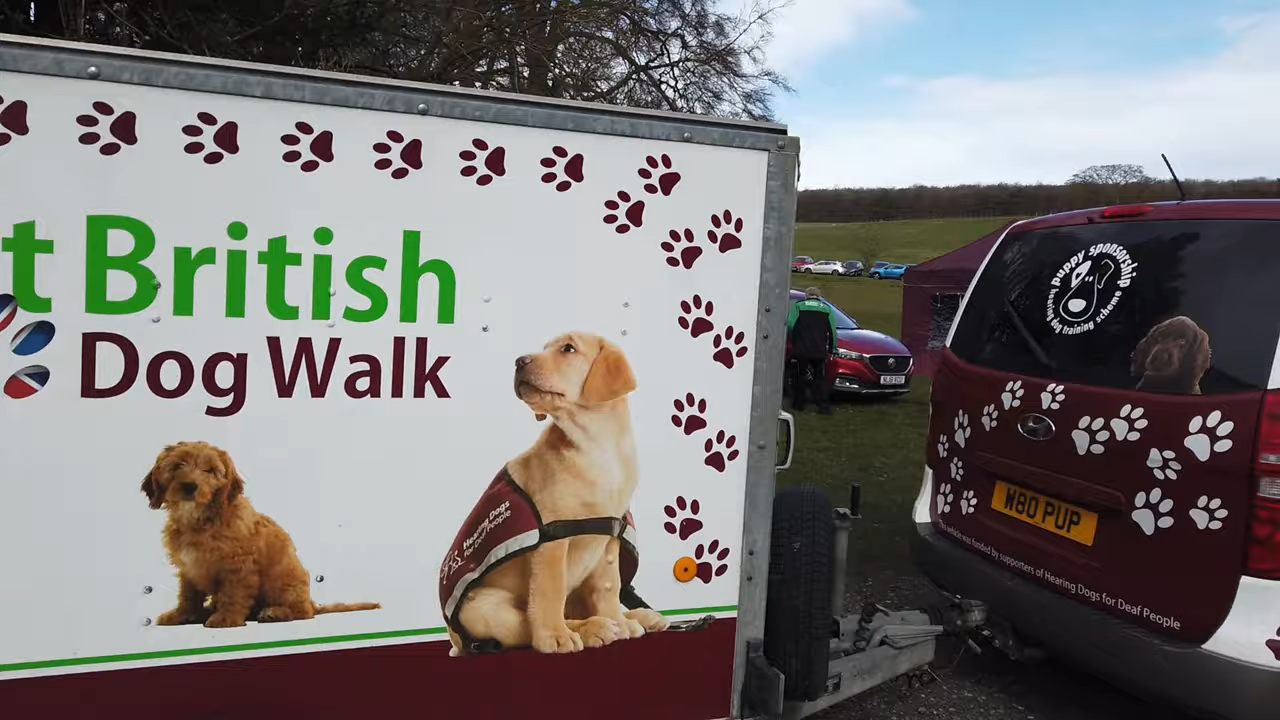 t British
Dog Walk
Hearing Dogs
for Deaf People
puppy sponsorship
hearing dog training scheme
W80 PUP
This vehicle was funded by supporters of Hearing Dogs for Deaf People